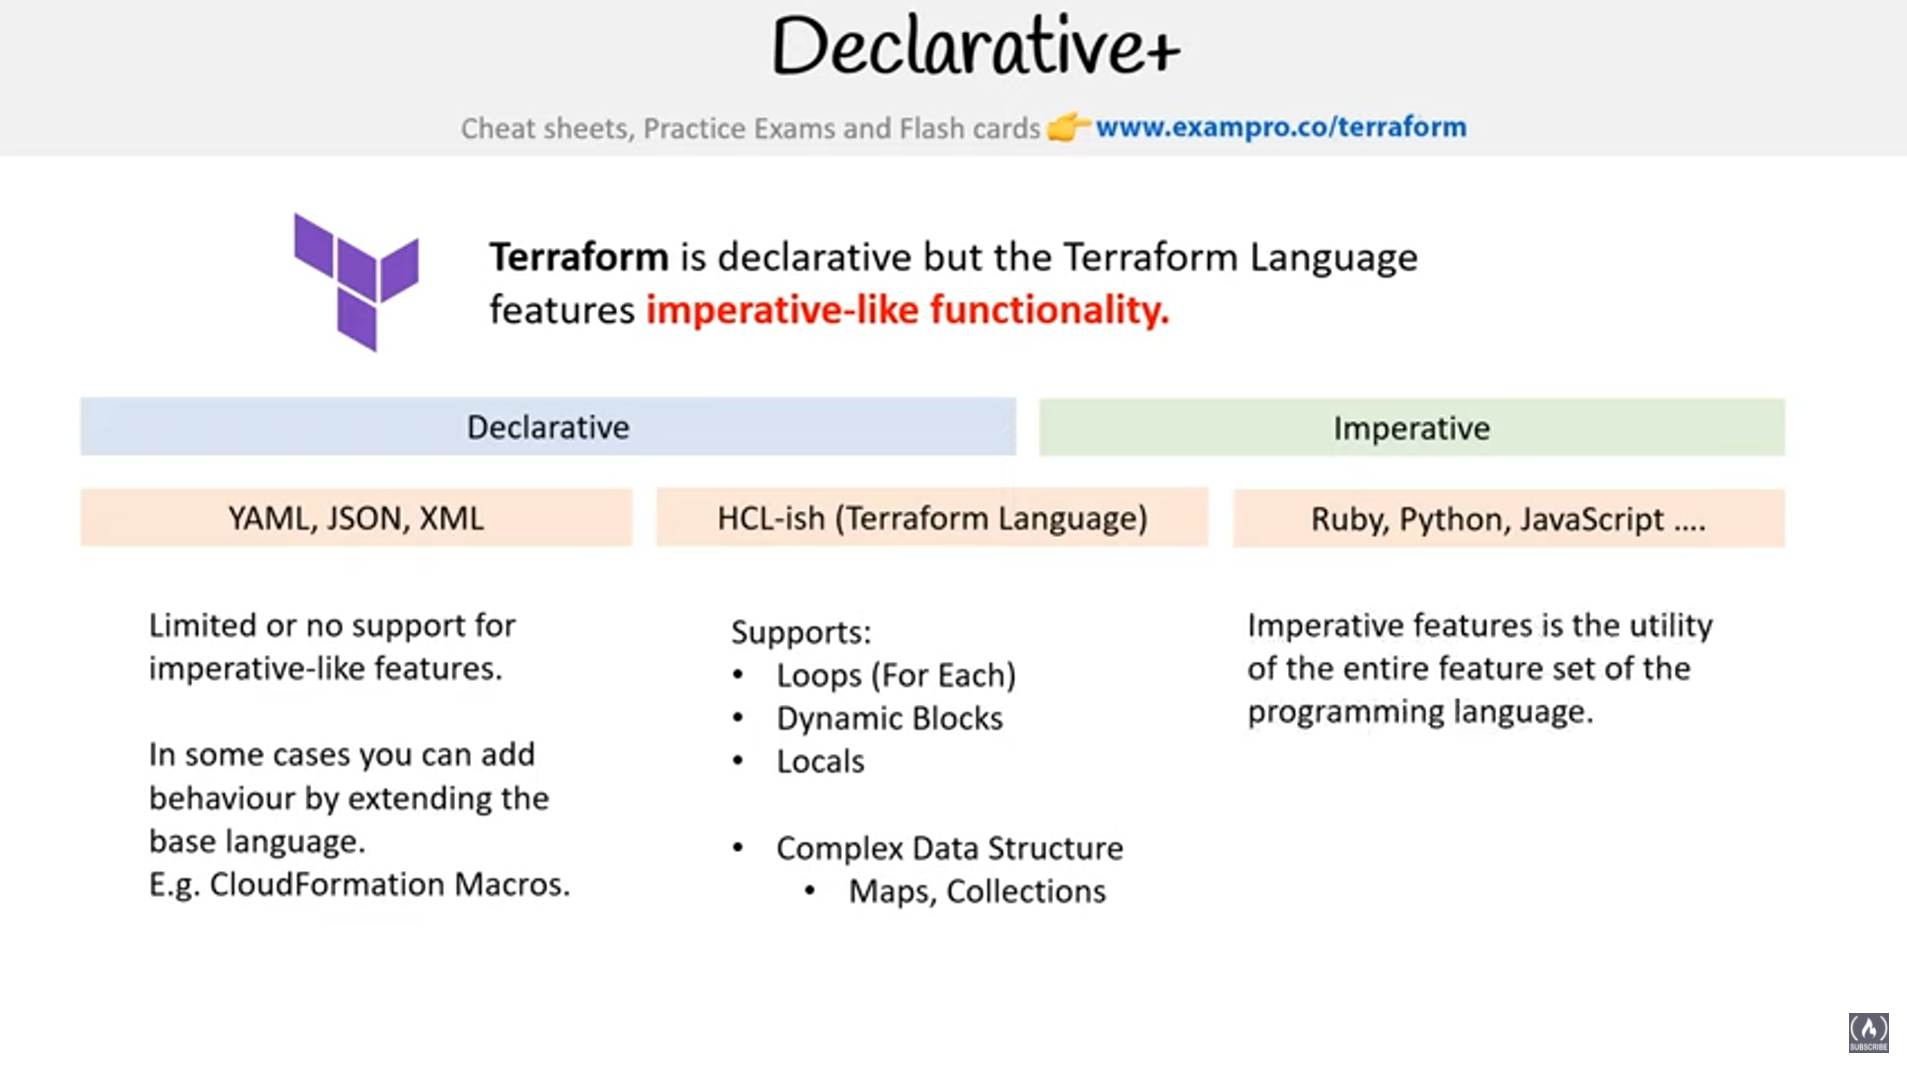 Declarative+
Cheat sheets, Practice Exams and Flash cards 👉 www.exampro.co/terraform
Terraform is declarative but the Terraform Language
features imperative-like functionality.
Declarative
Imperative
YAML, JSON, XML
HCL-ish (Terraform Language)
Ruby, Python, JavaScript ....
Limited or no support for
imperative-like features.
In some cases you can add
behaviour by extending the
base language.
E.g. CloudFormation Macros.
Supports:
• Loops (For Each)
• Dynamic Blocks
• Locals
• Complex Data Structure
• Maps, Collections
Imperative features is the utility
of the entire feature set of the
programming language.
SUBSCRIBE